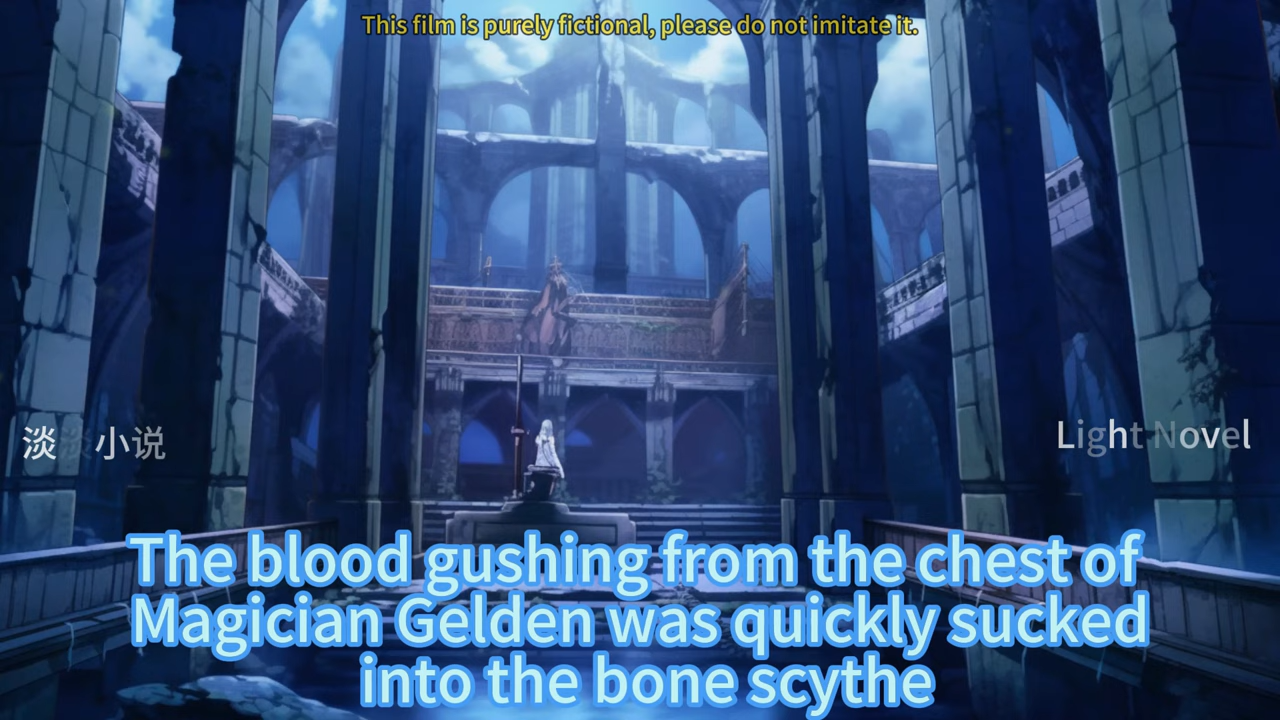 This film is purely fictional, please do not imitate it.
淡淡小说
Light Novel
The blood gushing from the chest of
Magician Gelden was quickly sucked
into the bone scythe